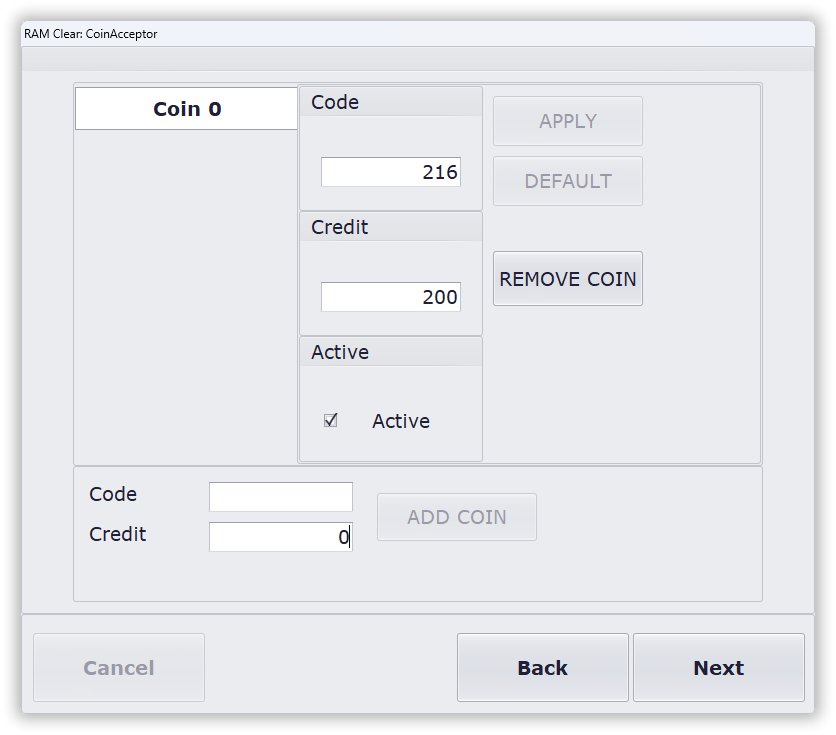 RAM Clear: CoinAcceptor
Coin 0
Code
216
APPLY
DEFAULT
Credit
200
REMOVE COIN
Active
Active
Code
Credit
0
ADD COIN
Cancel
Back
Next